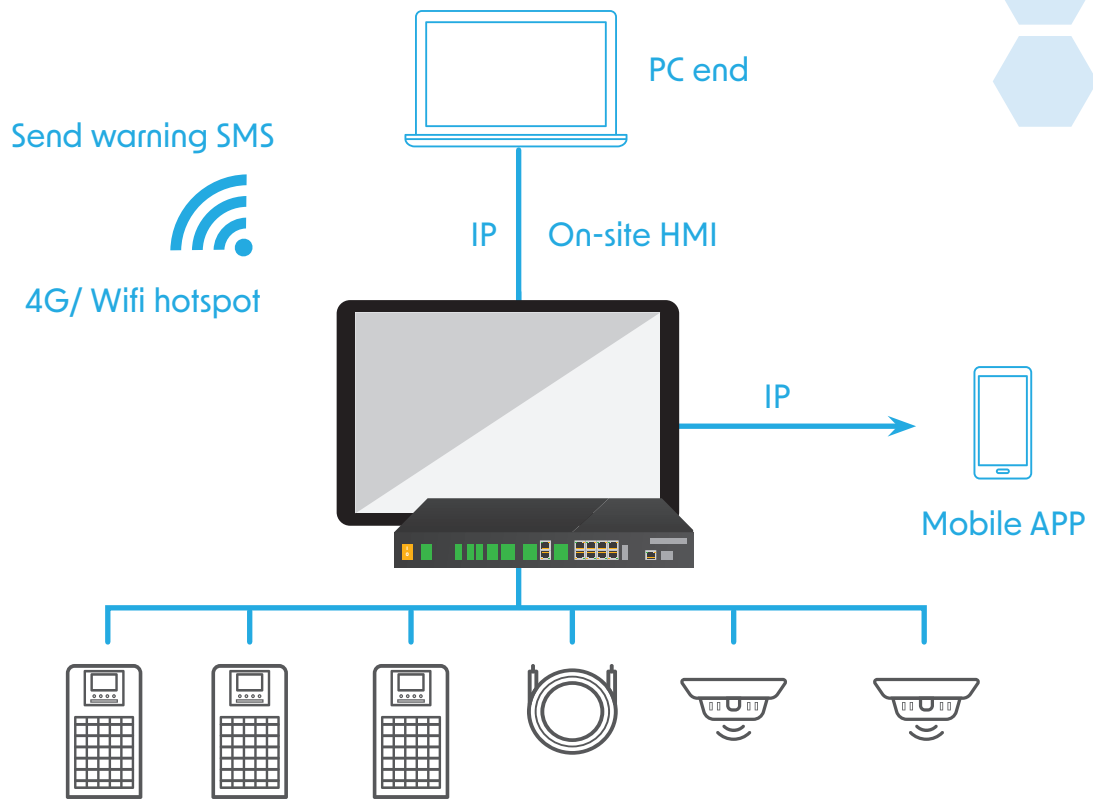 PC end
Send warning SMS
IP On-site HMI
4G/ Wifi hotspot
IP
Mobile APP